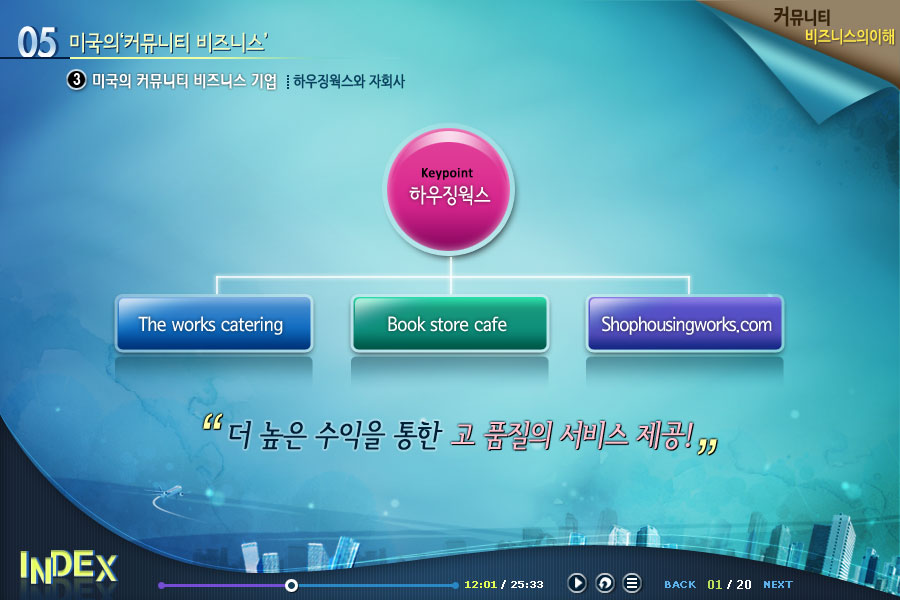 05 미국의‘커뮤니티 비즈니스’
커뮤니티
비즈니스의이해
3 미국의 커뮤니티 비즈니스 기업 하우징웍스와 자회사
Keypoint
하우징웍스
The works catering
Book store cafe
Shophousingworks.com
“더 높은 수익을 통한 고 품질의 서비스 제공!”
INDEX
12:01 / 25:33
BACK 01 / 20 NEXT